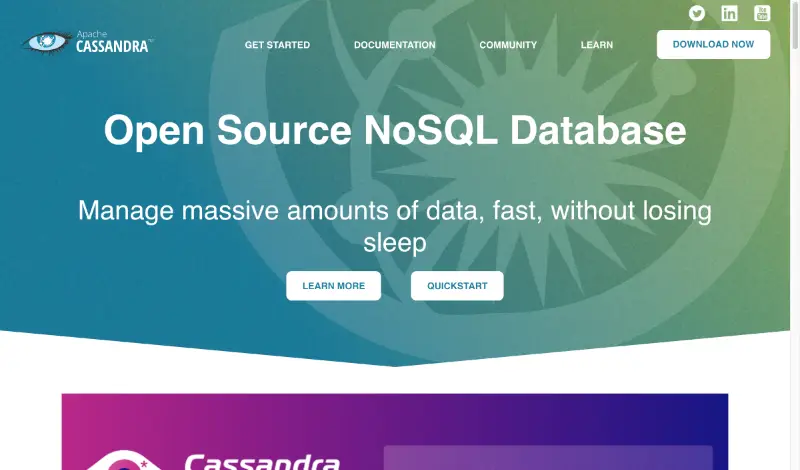 Apache
CASSANDRA™
GET STARTED
DOCUMENTATION
COMMUNITY
LEARN
DOWNLOAD NOW
Open Source NoSQL Database
Manage massive amounts of data, fast, without losing
sleep
LEARN MORE
QUICKSTART
Cassandra